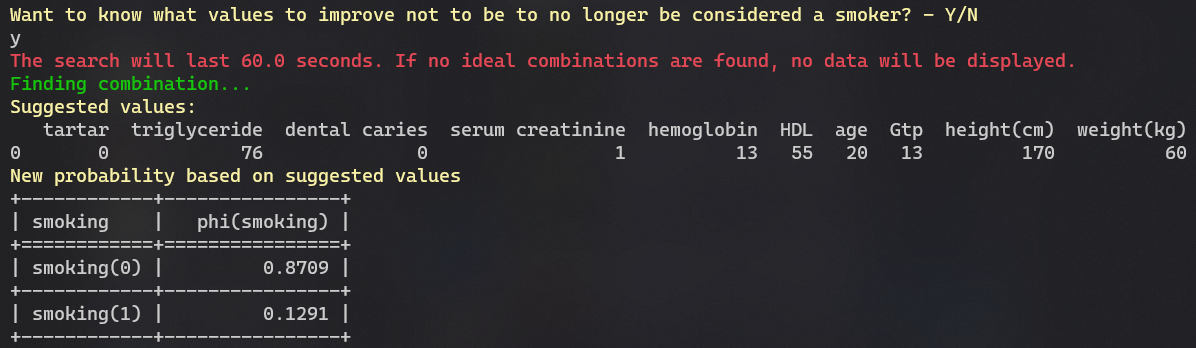 Want to know what values to improve not to be to no longer be considered a smoker? - Y/N
y
The search will last 60.0 seconds. If no ideal combinations are found, no data will be displayed.
Finding combination...
Suggested values:
   tartar  triglyceride  dental caries  serum creatinine  hemoglobin  HDL  age  Gtp  height(cm)  weight(kg)
0       0            76              0                 1          13   55   20   13         170          60
New probability based on suggested values
+------------+----------------+
| smoking    |   phi(smoking) |
+============+================+
| smoking(0) |         0.8709 |
+------------+----------------+
| smoking(1) |         0.1291 |
+------------+----------------+